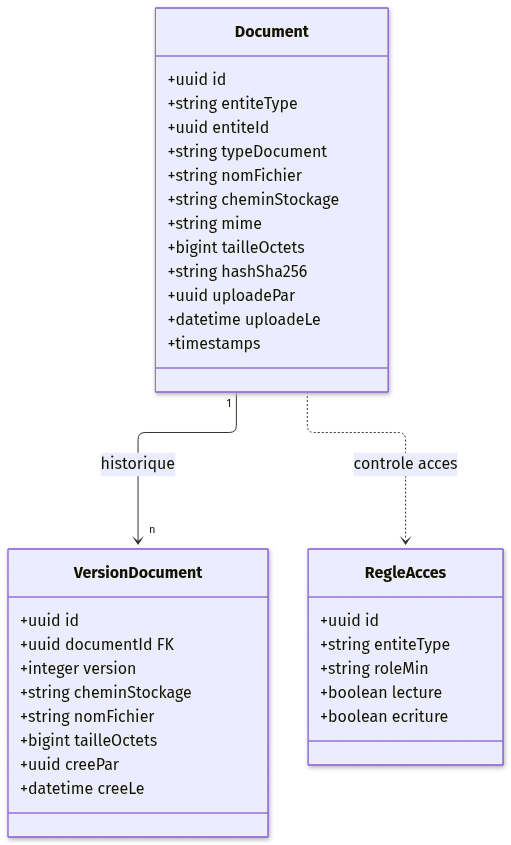 Document
+uuid id
+string entiteType
+uuid entiteId
+string typeDocument
+string nomFichier
+string cheminStockage
+string mime
+bigint tailleOctets
+string hashSha256
+uuid uploadePar
+datetime uploadeLe
+timestamps
1
historique
controle acces
n
VersionDocument
+uuid id
+uuid documentId FK
+integer version
+string cheminStockage
+string nomFichier
+bigint tailleOctets
+uuid creePar
+datetime creeLe
RegleAcces
+uuid id
+string entiteType
+string roleMin
+boolean lecture
+boolean ecriture